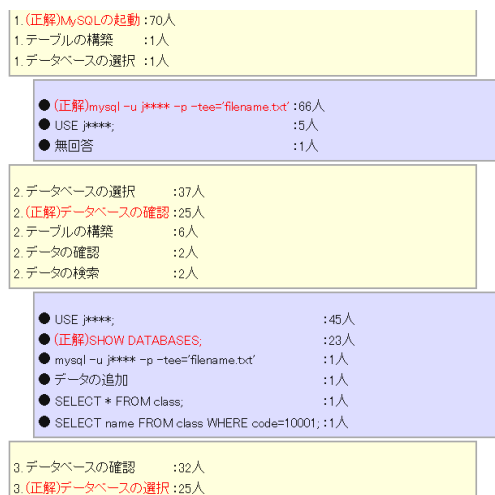 1.(正解)MySQLの起動：70人
1.テーブルの構築：1人
1.データベースの選択：1人
●(正解)mysql -u j**** -p -tee='filename.txt'：66人
●USE j****;：5人
●無回答：1人
2.データベースの選択：37人
2.(正解)データベースの確認：25人
2.テーブルの構築：6人
2.データの確認：2人
2.データの検索：2人
●USE j****;：45人
●(正解)SHOW DATABASES;：23人
●mysql -u j**** -p -tee='filename.txt'：1人
●データの追加：1人
●SELECT * FROM class;：1人
●SELECT name FROM class WHERE code=10001;：1人
3.データベースの確認：32人
3.(正解)データベースの選択：25人